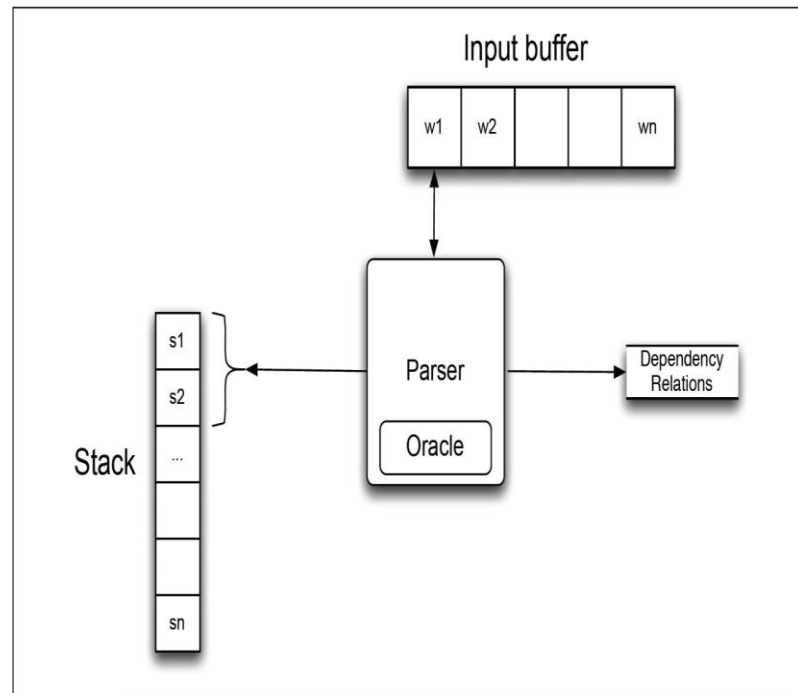 Input buffer
w1
w2
wn
s1
s2
...
sn
Stack
Parser
Oracle
Dependency
Relations